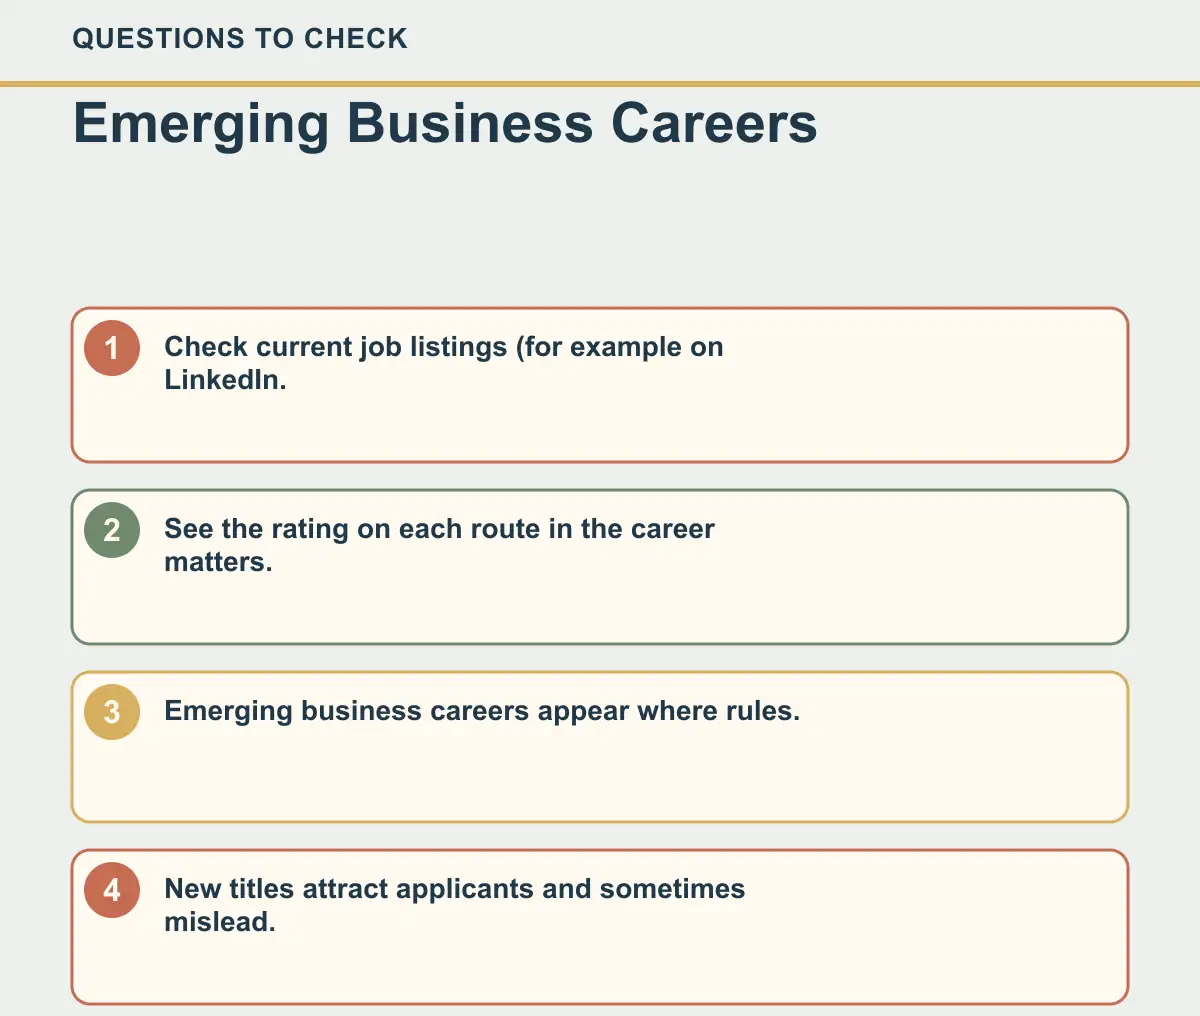 QUESTIONS TO CHECK
Emerging Business Careers
1
Check current job listings (for example on
LinkedIn.
2
See the rating on each route in the career
matters.
3
Emerging business careers appear where rules.
4
New titles attract applicants and sometimes
mislead.